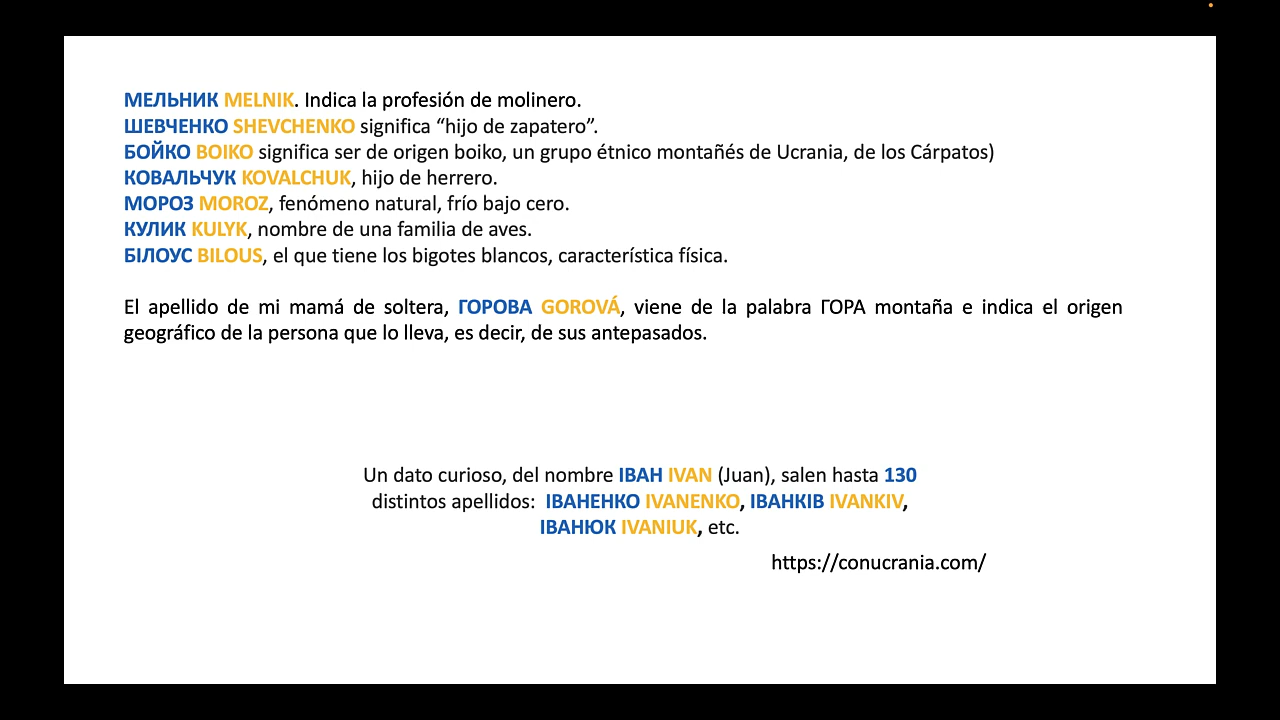 МЕЛЬНИК MELNIK. Indica la profesión de molinero.
ШЕВЧЕНКО SHEVCHENKO significa “hijo de zapatero”.
БОЙКО BOIKO significa ser de origen boiko, un grupo étnico montañés de Ucrania, de los Cárpatos)
КОВАЛЬЧУК KOVALCHUK, hijo de herrero.
МОРОЗ MOROZ, fenómeno natural, frío bajo cero.
КУЛИК KULYK, nombre de una familia de aves.
БІЛОУС BILOUS, el que tiene los bigotes blancos, característica física.
El apellido de mi mamá de soltera, ГОРОВА GOROVÁ, viene de la palabra ГОРА montaña e indica el origen
geográfico de la persona que lo lleva, es decir, de sus antepasados.
Un dato curioso, del nombre ІВАН IVAN (Juan), salen hasta 130
distintos apellidos: ІВАНЕНКО IVANENKO, ІВАНКІВ IVANKIV,
ІВАНЮК IVANIUK, etc.
https://conucrania.com/